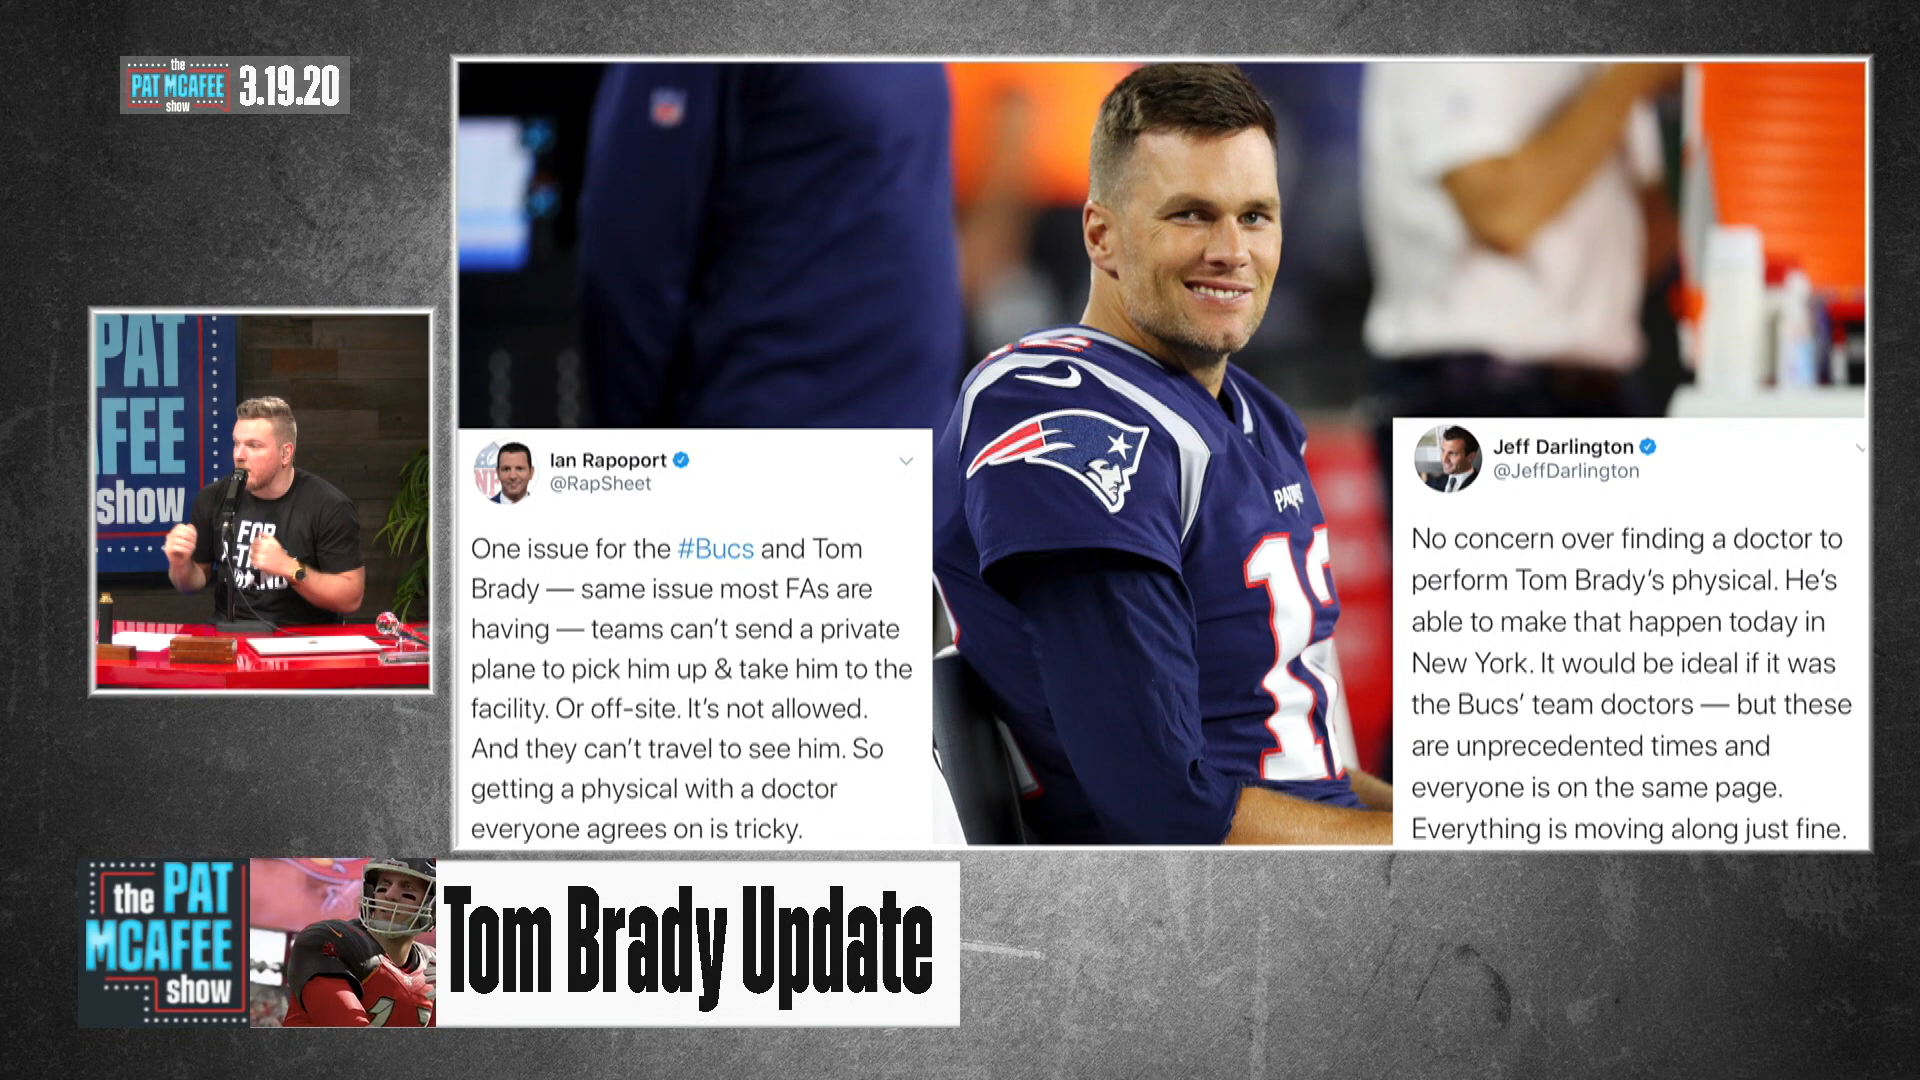 the
PAT MCAFEE
show
3.19.20
PAT
AFEE
show
FOR
THE
Ian Rapoport
@RapSheet
One issue for the #Bucs and Tom
Brady — same issue most FAs are
having — teams can't send a private
plane to pick him up & take him to the
facility. Or off-site. It's not allowed.
And they can't travel to see him. So
getting a physical with a doctor
everyone agrees on is tricky.
12
Jeff Darlington
@JeffDarlington
No concern over finding a doctor to
perform Tom Brady's physical. He's
able to make that happen today in
New York. It would be ideal if it was
the Bucs' team doctors — but these
are unprecedented times and
everyone is on the same page.
Everything is moving along just fine.
the PAT
MCAFEE
show
Tom Brady Update